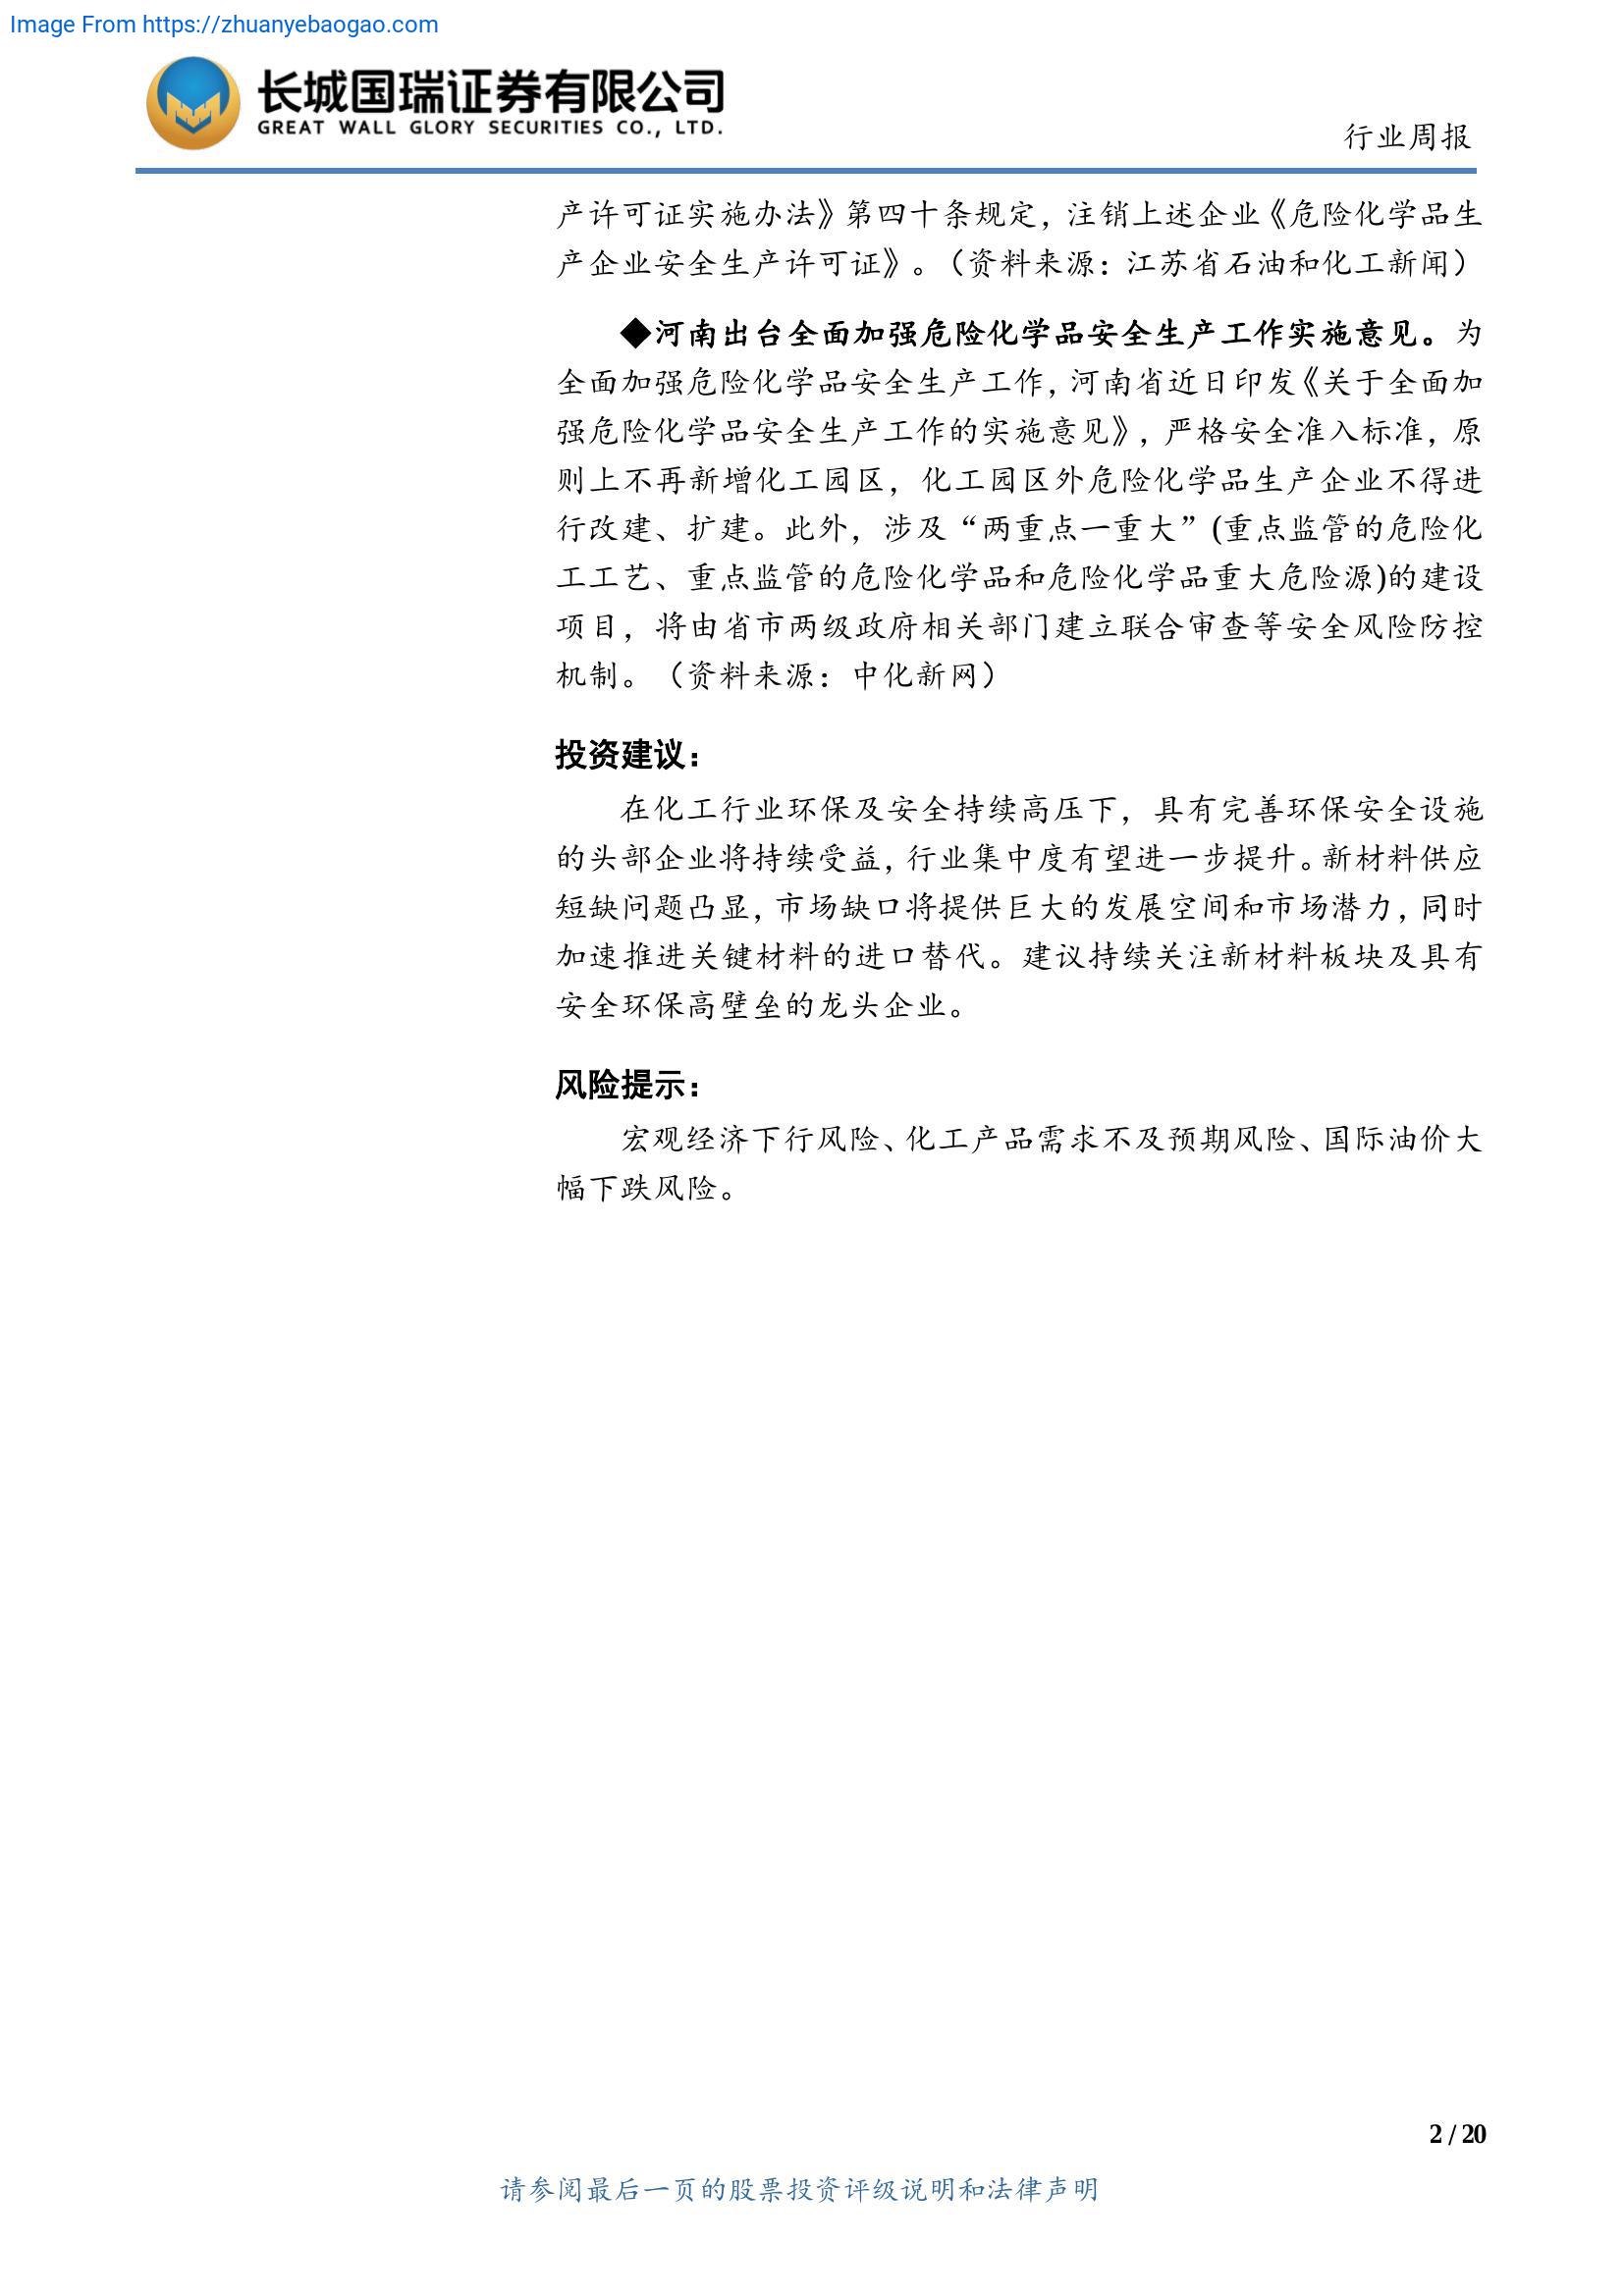 Image From https://zhuanyebaogao.com
长城国瑞证券有限公司
GREAT WALL GLORY SECURITIES CO., LTD.
行业周报
产许可证实施办法》第四十条规定，注销上述企业《危险化学品生
产企业安全生产许可证》。（资料来源：江苏省石油和化工新闻）
◆河南出台全面加强危险化学品安全生产工作实施意见。为
全面加强危险化学品安全生产工作，河南省近日印发《关于全面加
强危险化学品安全生产工作的实施意见》，严格安全准入标准，原
则上不再新增化工园区，化工园区外危险化学品生产企业不得进
行改建、扩建。此外，涉及“两重点一重大”(重点监管的危险化
工工艺、重点监管的危险化学品和危险化学品重大危险源)的建设
项目，将由省市两级政府相关部门建立联合审查等安全风险防控
机制。（资料来源：中化新网）
投资建议：
在化工行业环保及安全持续高压下，具有完善环保安全设施
的头部企业将持续受益，行业集中度有望进一步提升。新材料供应
短缺问题凸显，市场缺口将提供巨大的发展空间和市场潜力，同时
加速推进关键材料的进口替代。建议持续关注新材料板块及具有
安全环保高壁垒的龙头企业。
风险提示：
宏观经济下行风险、化工产品需求不及预期风险、国际油价大
幅下跌风险。
2 / 20
请参阅最后一页的股票投资评级说明和法律声明